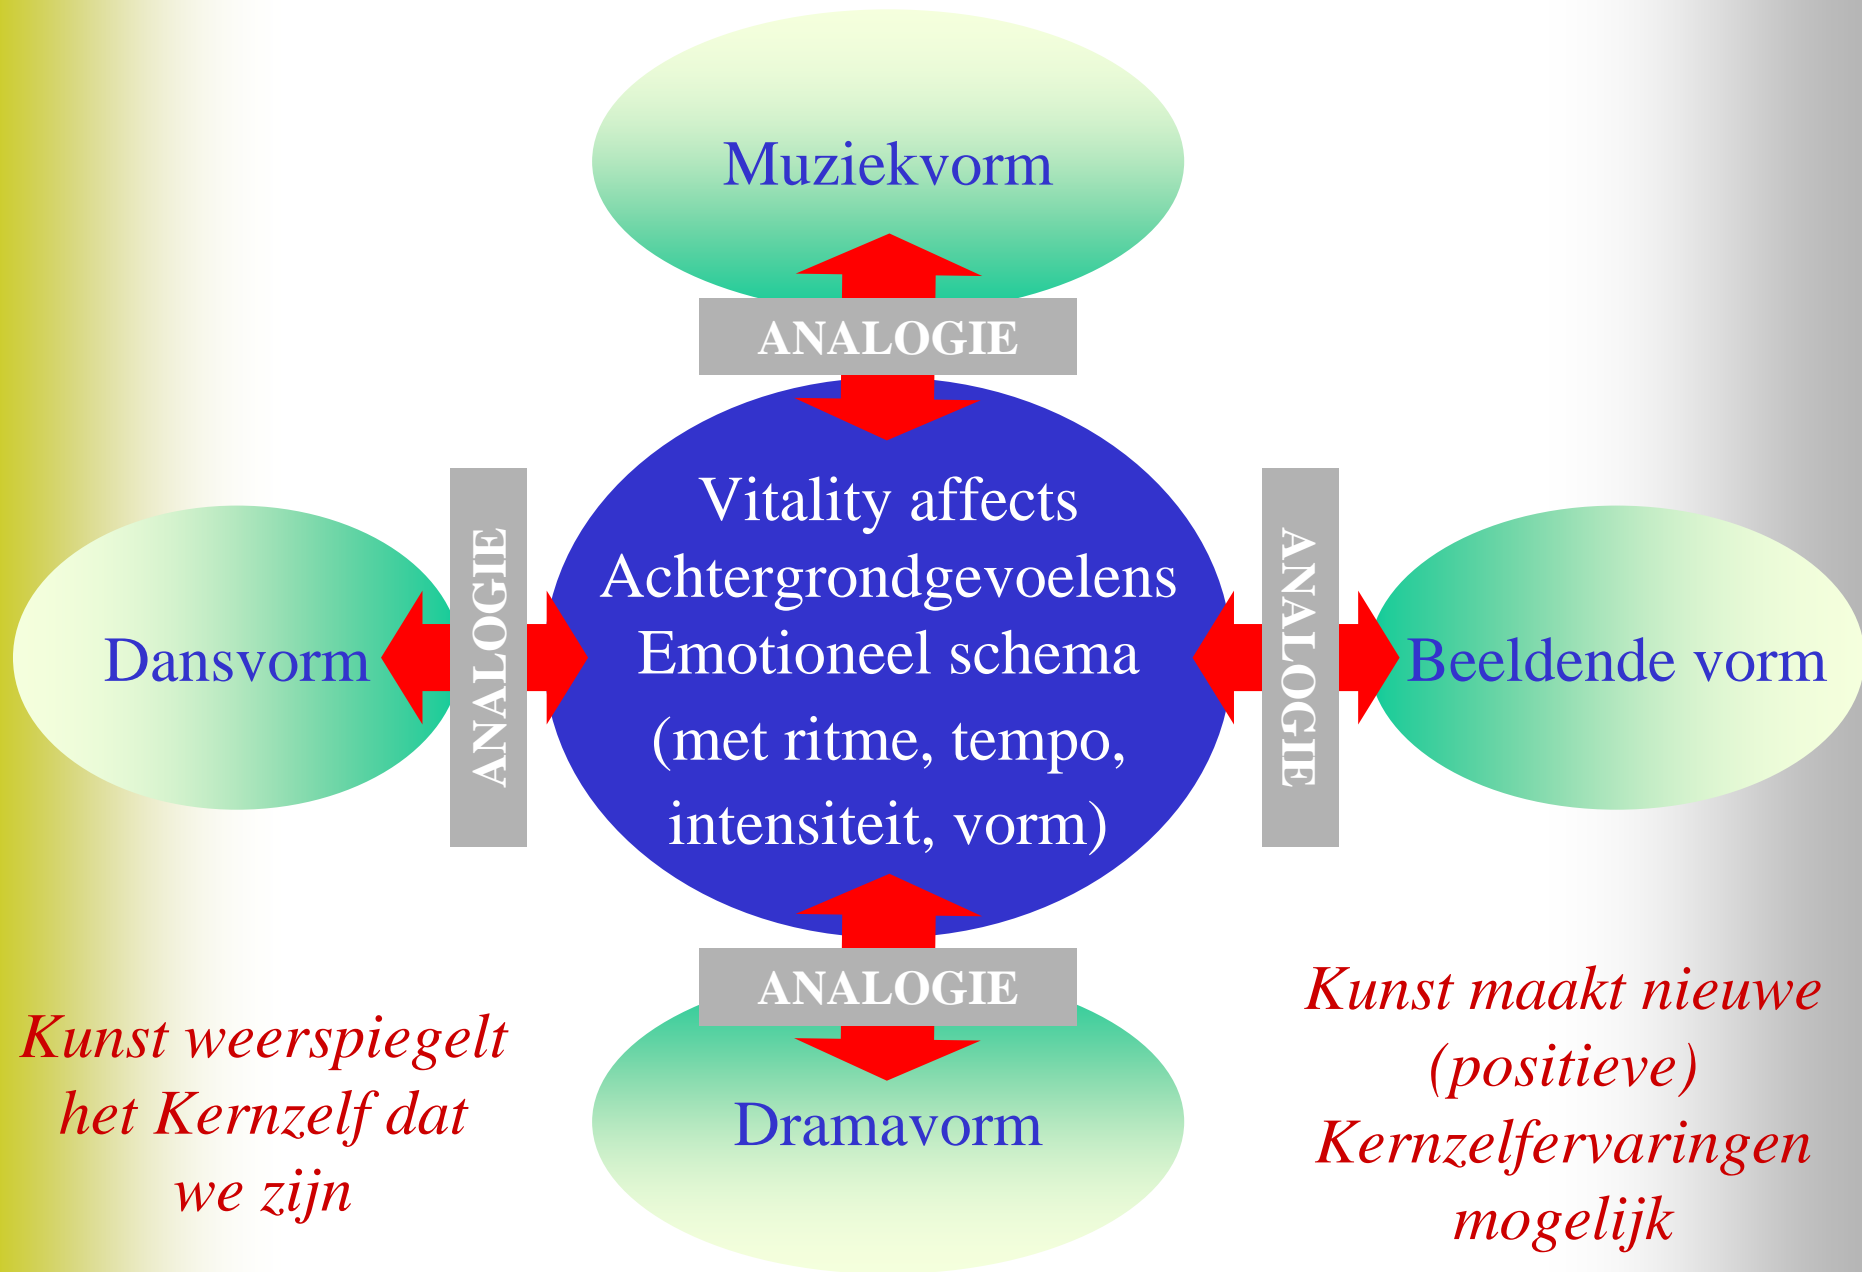 Muziekvorm
ANALOGIE
Vitality affects
Achtergrondgevoelens
Emotioneel schema
(met ritme, tempo,
intensiteit, vorm)
Dansvorm
ANALOGIE
ANALOGIE
Beeldende vorm
ANALOGIE
Dramavorm
Kunst weerspiegelt
het Kernzelf dat
we zijn
Kunst maakt nieuwe
(positieve)
Kernzelfervaringen
mogelijk